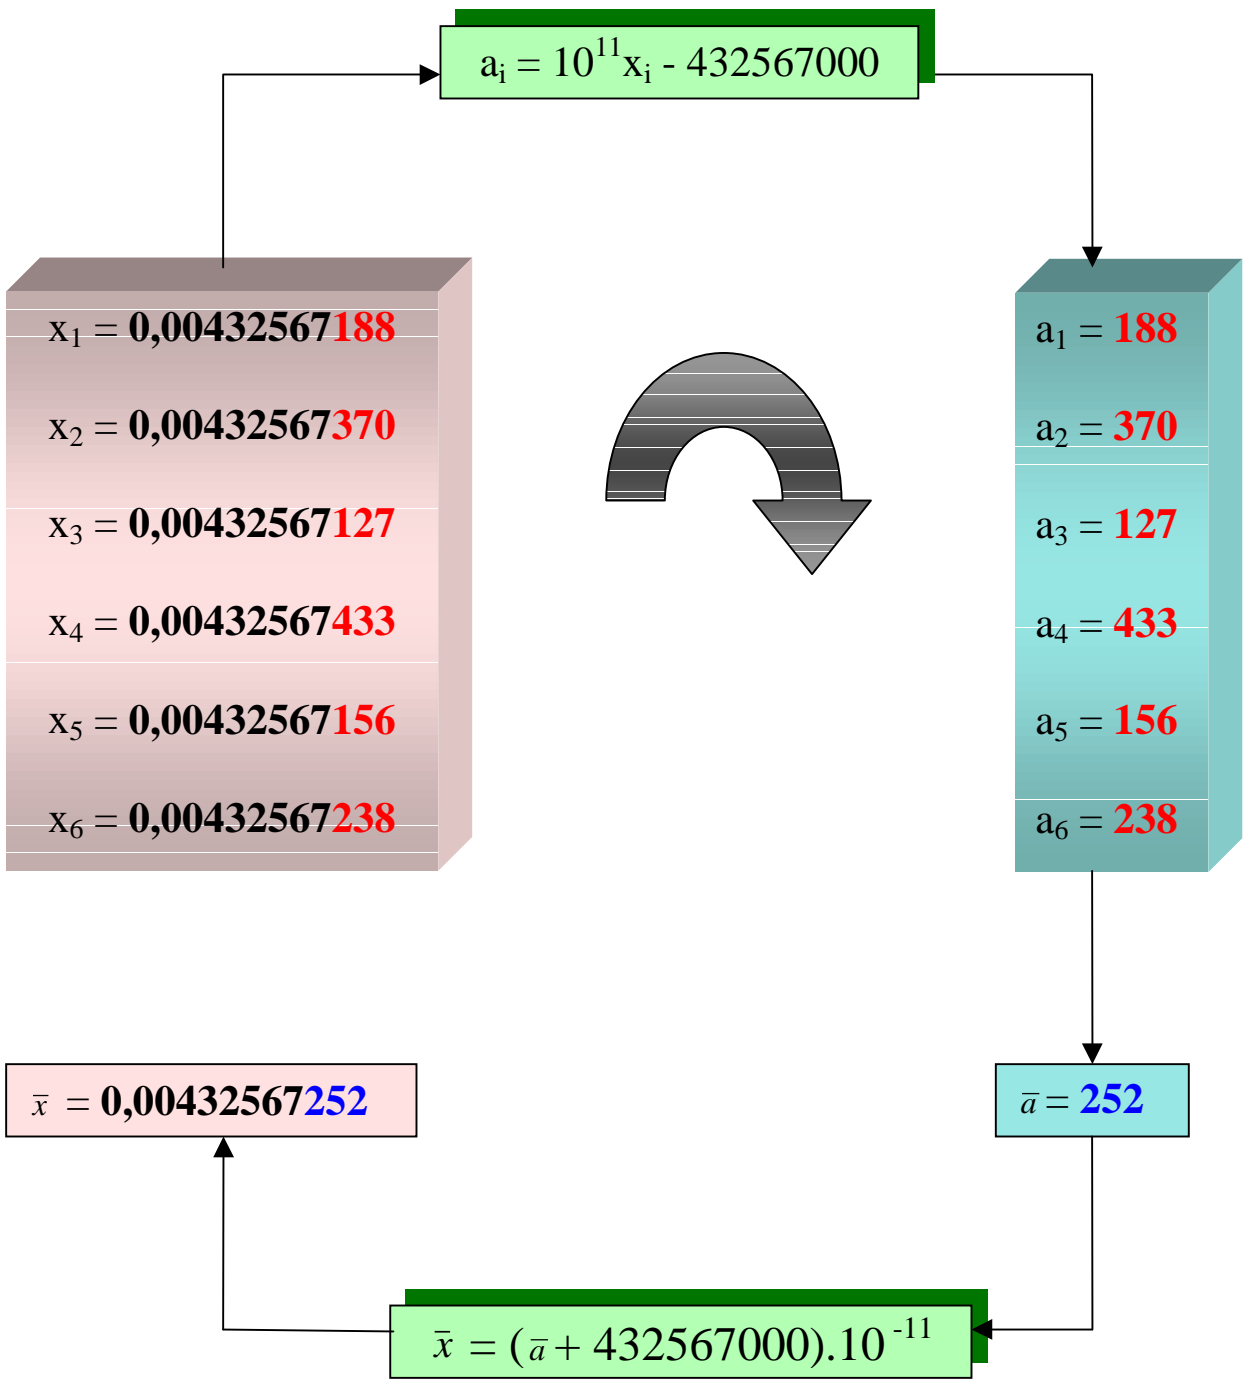 aᵢ = 10¹¹xᵢ - 432567000
x₁ = 0,00432567188
x₂ = 0,00432567370
x₃ = 0,00432567127
x₄ = 0,00432567433
x₅ = 0,00432567156
x₆ = 0,00432567238
a₁ = 188
a₂ = 370
a₃ = 127
a₄ = 433
a₅ = 156
a₆ = 238
x̄ = 0,00432567252
ā = 252
x̄ = (ā + 432567000).10⁻¹¹